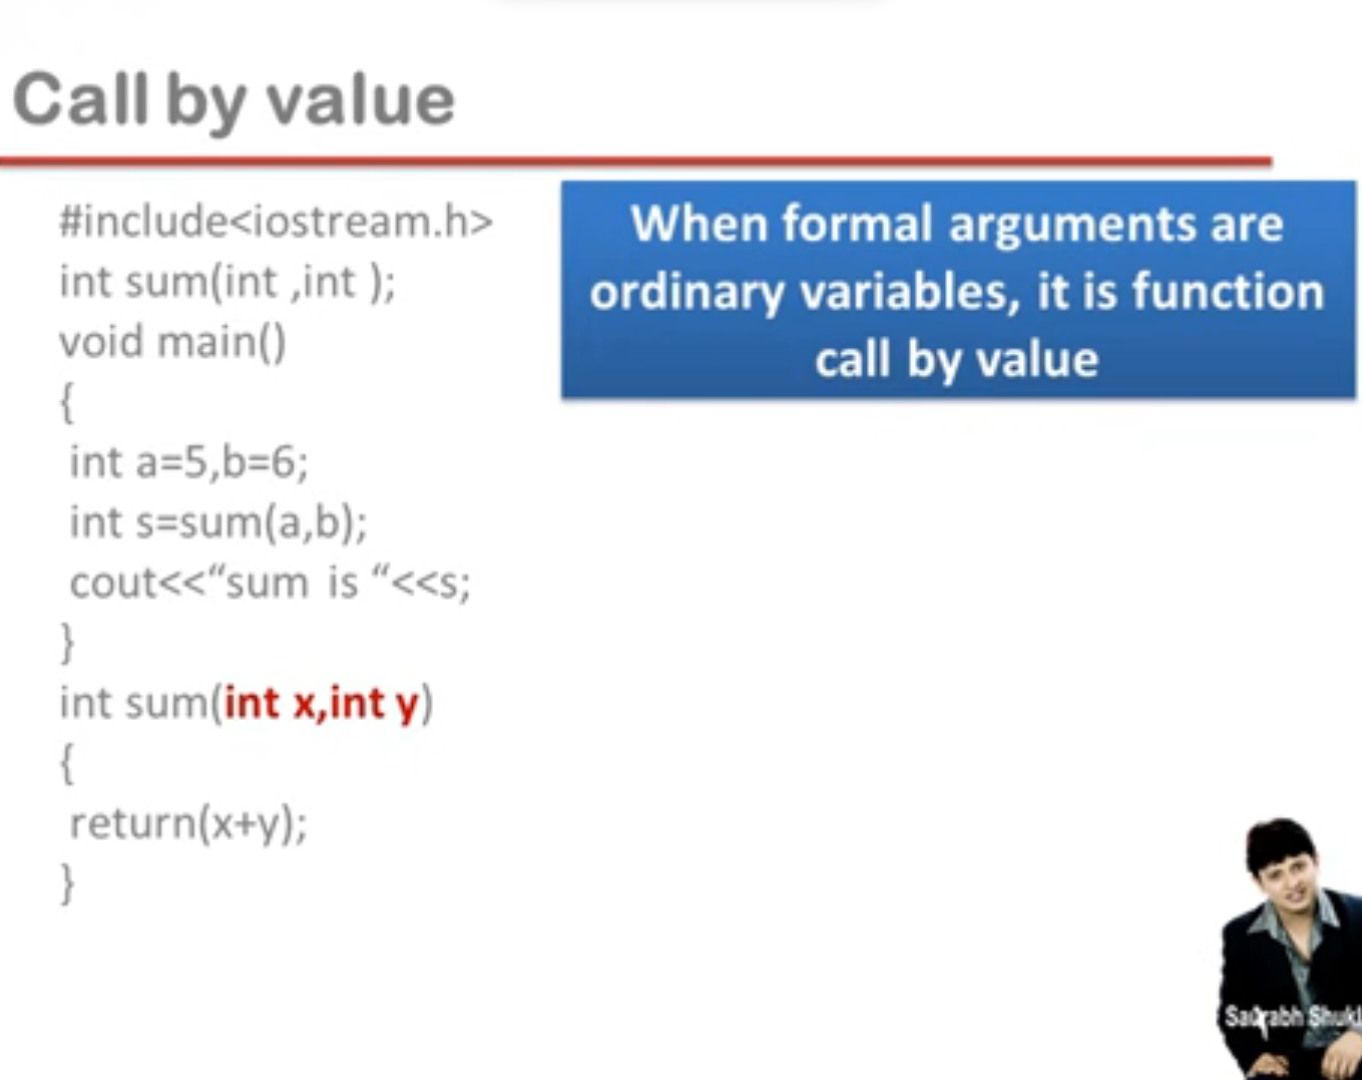 Call by value
#include<iostream.h>
int sum(int ,int );
void main()
{
int a=5,b=6;
int s=sum(a,b);
cout<<“sum is “<<s;
}
int sum(int x,int y)
{
return(x+y);
}
When formal arguments are
ordinary variables, it is function
call by value
Saurabh Shukl